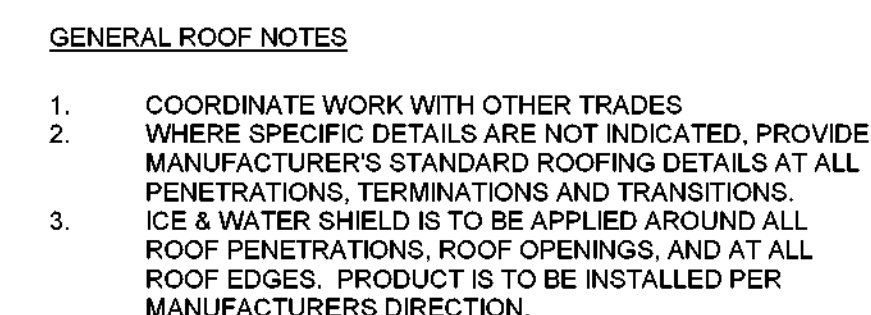 GENERAL ROOF NOTES
1. COORDINATE WORK WITH OTHER TRADES
2. WHERE SPECIFIC DETAILS ARE NOT INDICATED, PROVIDE
MANUFACTURER'S STANDARD ROOFING DETAILS AT ALL
PENETRATIONS, TERMINATIONS AND TRANSITIONS.
3. ICE & WATER SHIELD IS TO BE APPLIED AROUND ALL
ROOF PENETRATIONS, ROOF OPENINGS, AND AT ALL
ROOF EDGES. PRODUCT IS TO BE INSTALLED PER
MANUFACTURERS DIRECTION.